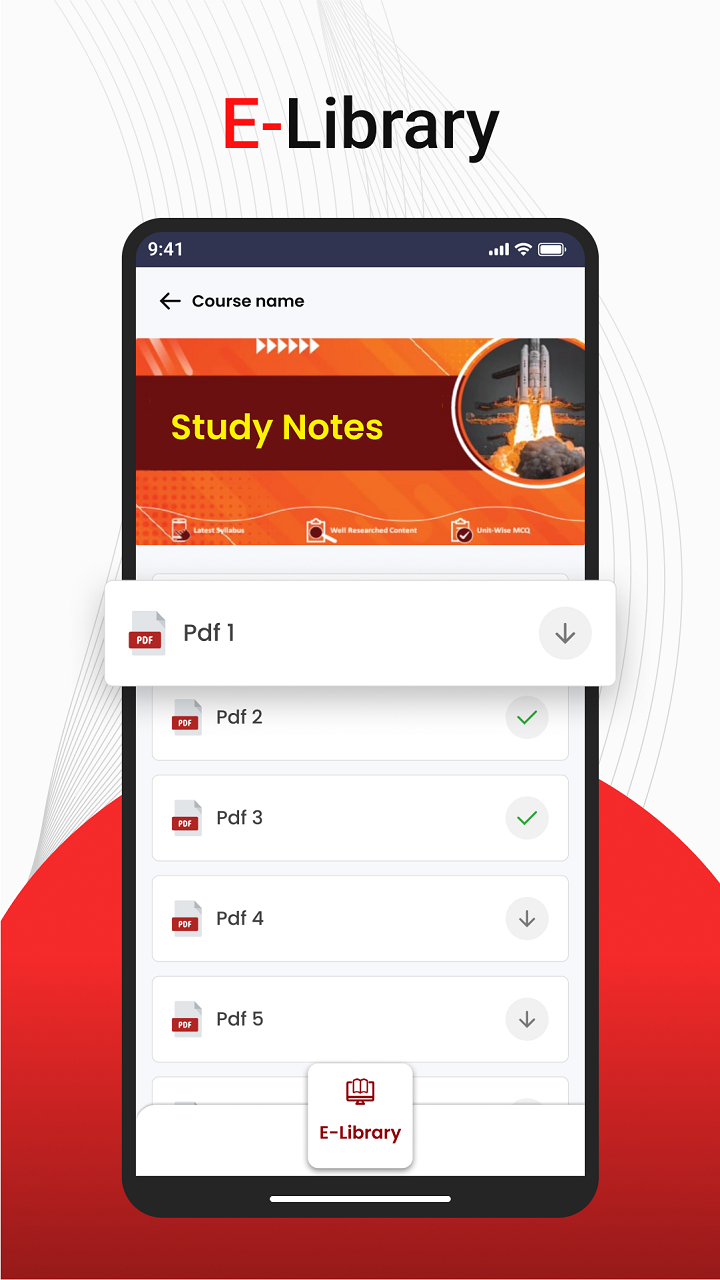 E-Library
9:41
Course name
Study Notes
Latest Syllabus
Well Researched Content
Unit-Wise MCQ
PDF
Pdf 1
PDF
Pdf 2
PDF
Pdf 3
PDF
Pdf 4
PDF
Pdf 5
E-Library